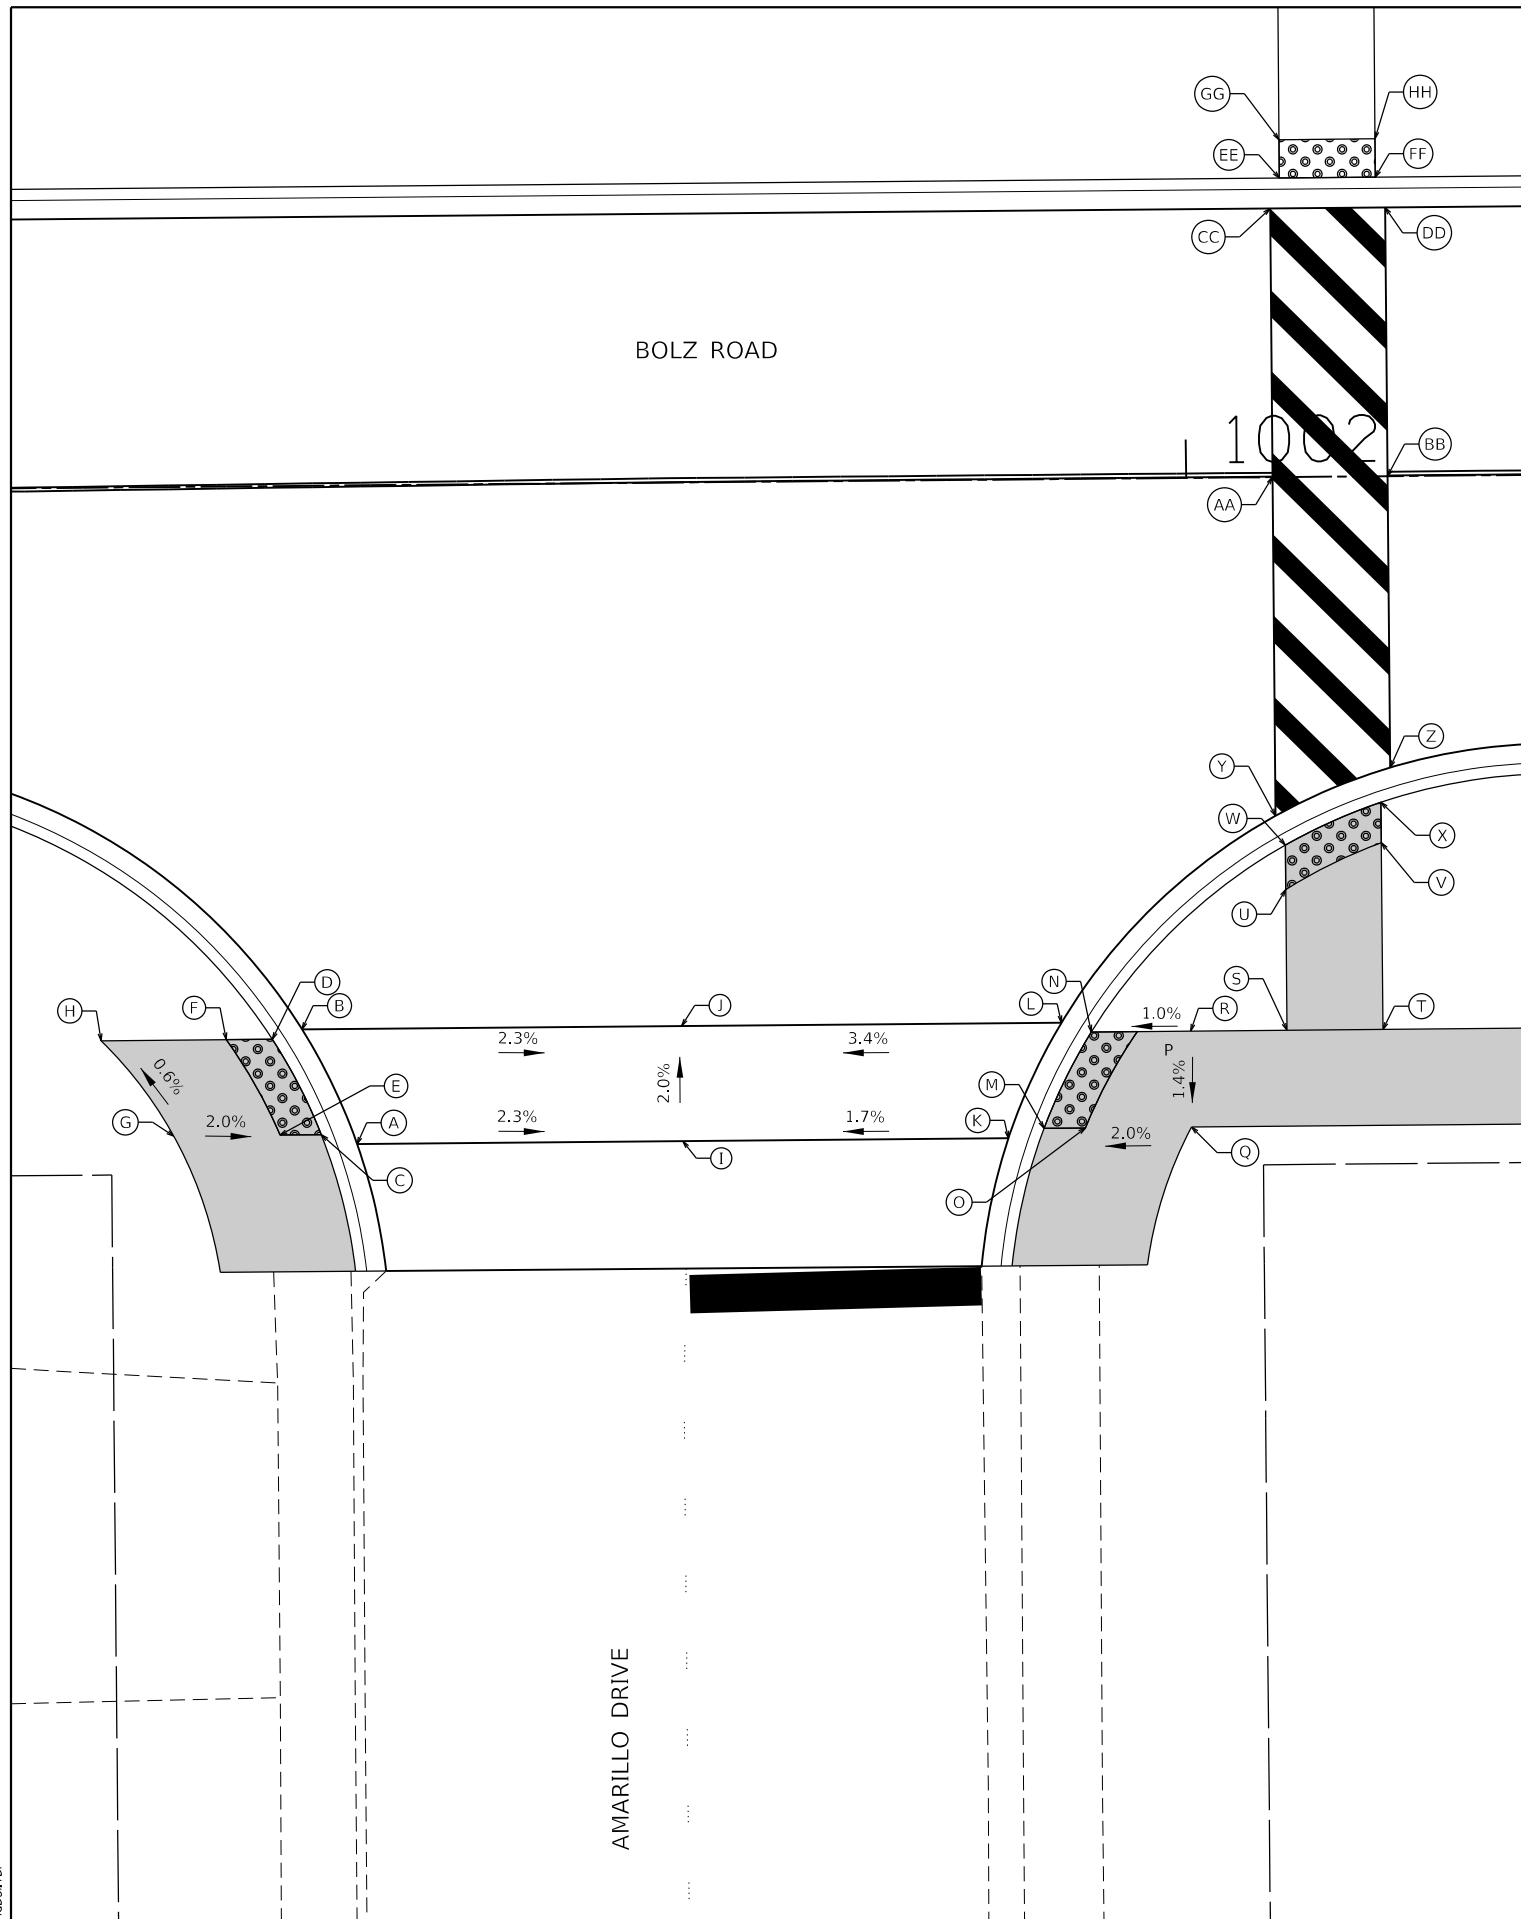 GG
HH
EE
FF
CC
DD
BOLZ ROAD
1002
BB
AA
Z
Y
W
X
V
U
N
S
D
B
J
L
R
T
H
F
1.0%
2.3%
3.4%
P
0.6%
2.0%
1.4%
E
M
G
2.0%
A
2.3%
1.7%
K
2.0%
Q
I
C
O
AMARILLO DRIVE